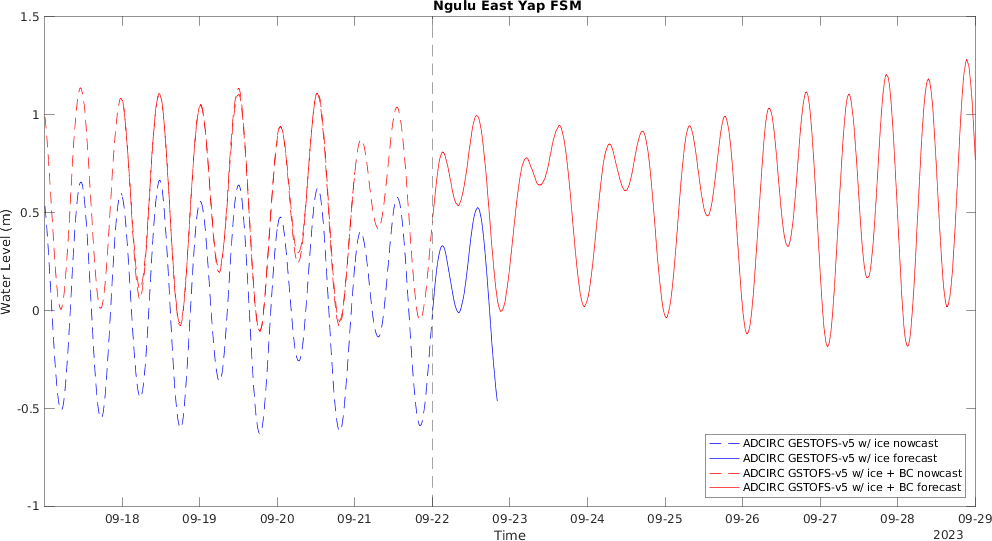 Ngulu East Yap FSM
1.5
1
0.5
0
-0.5
-1
Water Level (m)
09-18
09-19
09-20
09-21
09-22
09-23
09-24
09-25
09-26
09-27
09-28
09-29
Time
2023
ADCIRC GESTOFS-v5 w/ ice nowcast
ADCIRC GESTOFS-v5 w/ ice forecast
ADCIRC GSTOFS-v5 w/ ice + BC nowcast
ADCIRC GSTOFS-v5 w/ ice + BC forecast